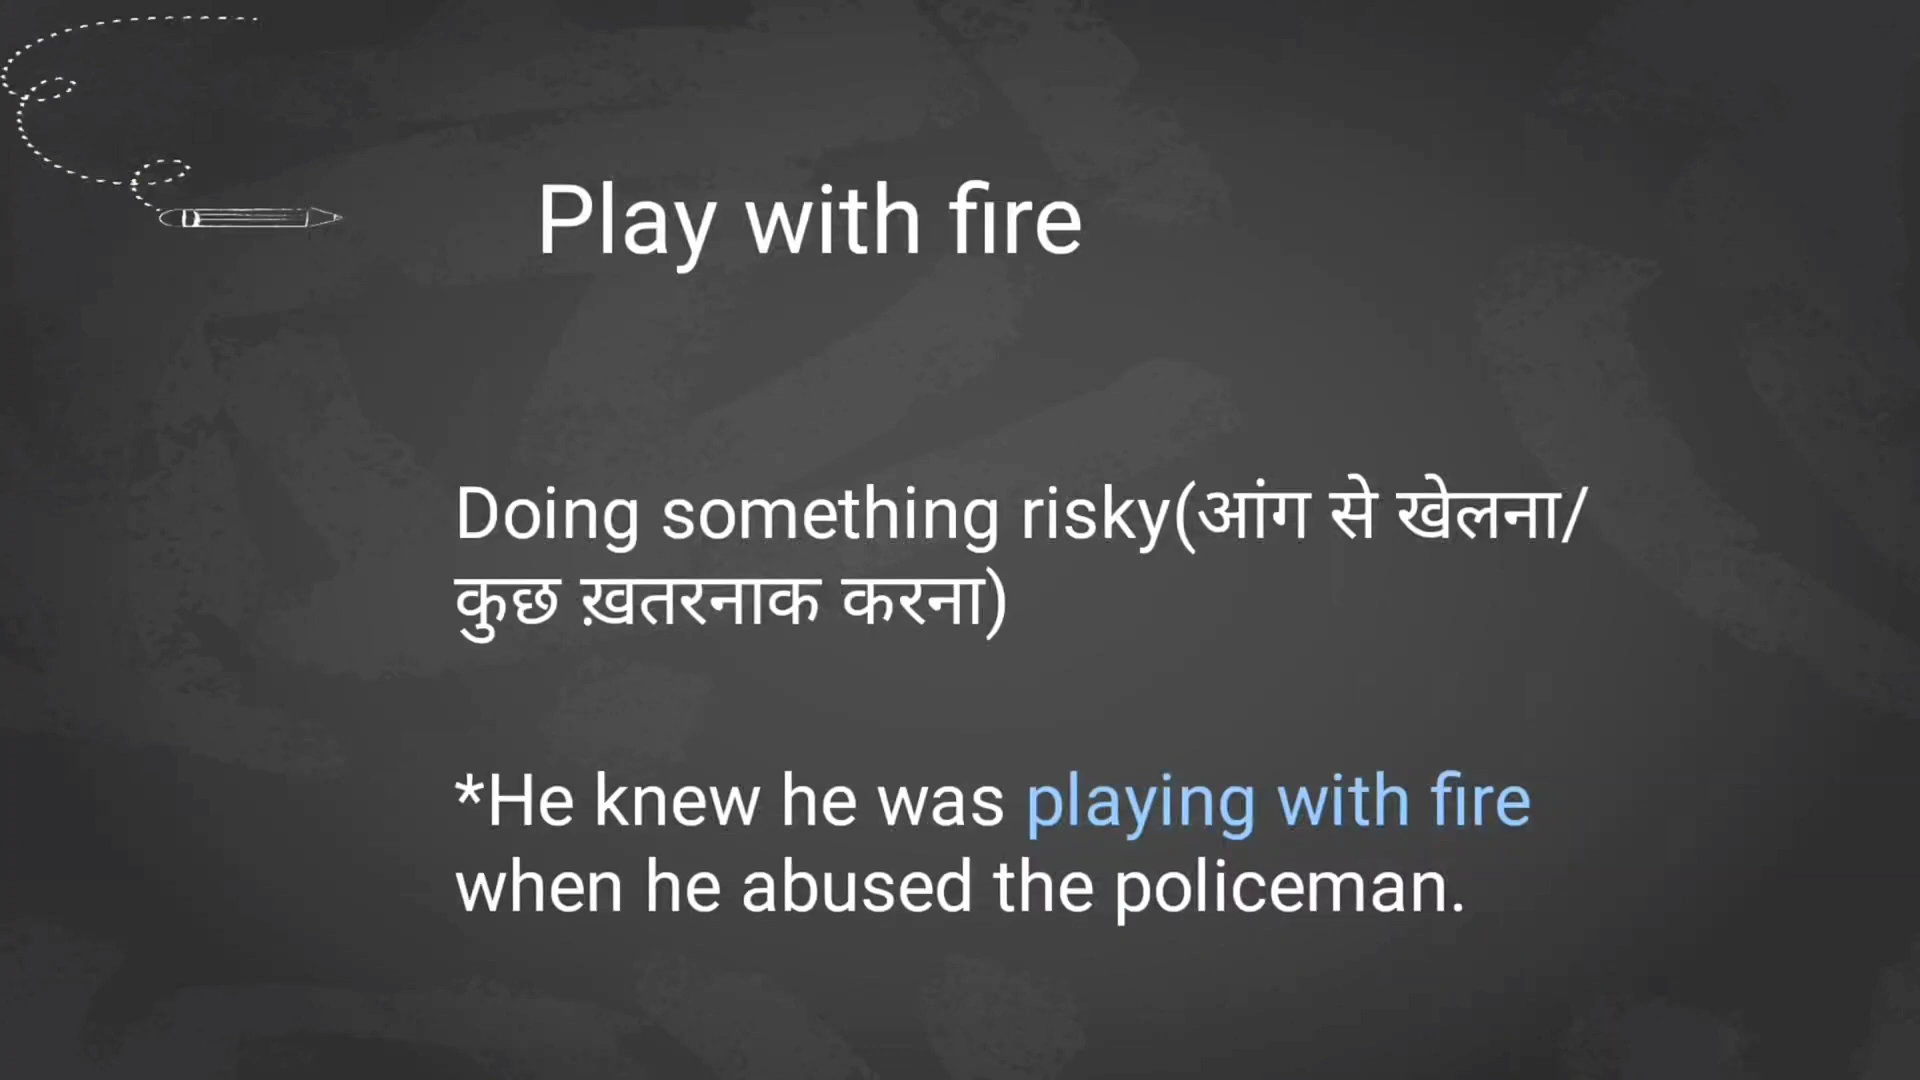 Play with fire
Doing something risky(आंग से खेलना/
कुछ ख़तरनाक करना)
*He knew he was playing with fire
when he abused the policeman.